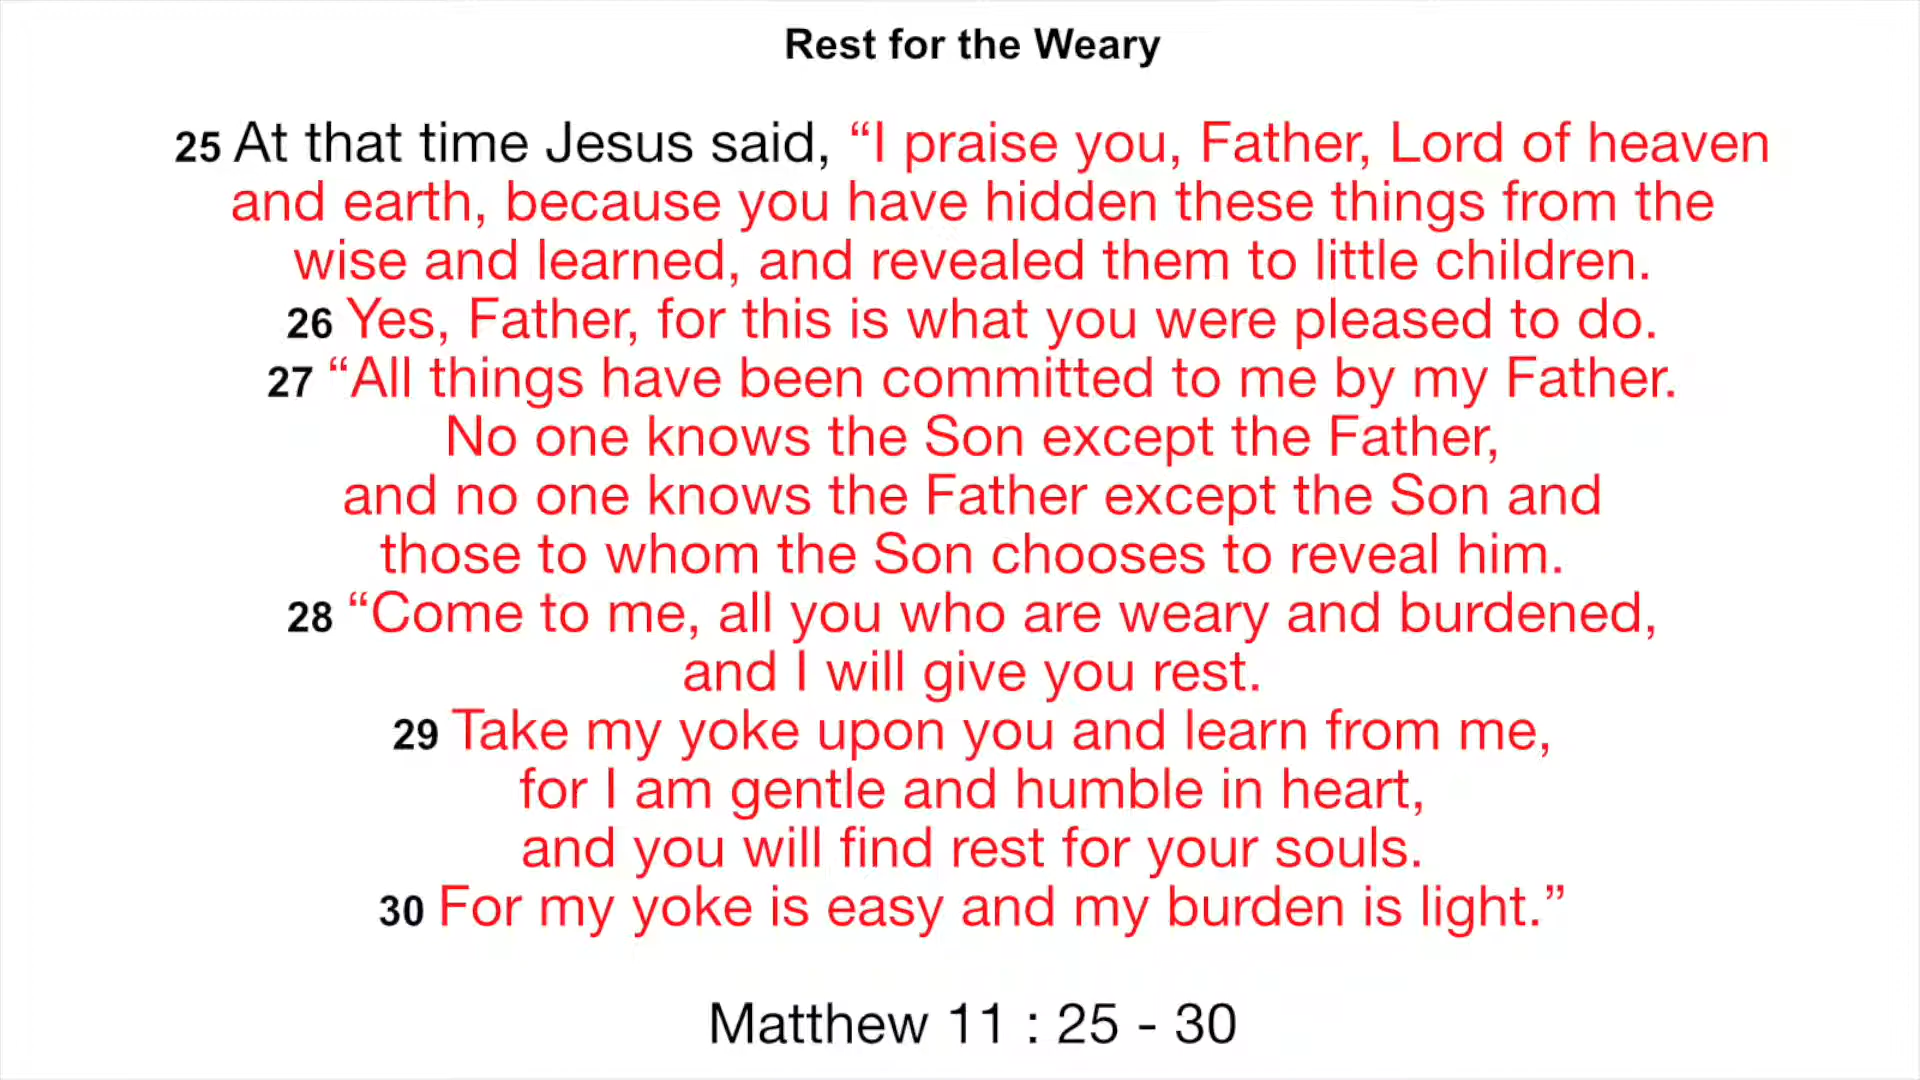 Rest for the Weary
25 At that time Jesus said, “I praise you, Father, Lord of heaven
and earth, because you have hidden these things from the
wise and learned, and revealed them to little children.
26 Yes, Father, for this is what you were pleased to do.
27 “All things have been committed to me by my Father.
No one knows the Son except the Father,
and no one knows the Father except the Son and
those to whom the Son chooses to reveal him.
28 “Come to me, all you who are weary and burdened,
and I will give you rest.
29 Take my yoke upon you and learn from me,
for I am gentle and humble in heart,
and you will find rest for your souls.
30 For my yoke is easy and my burden is light.”
Matthew 11 : 25 - 30